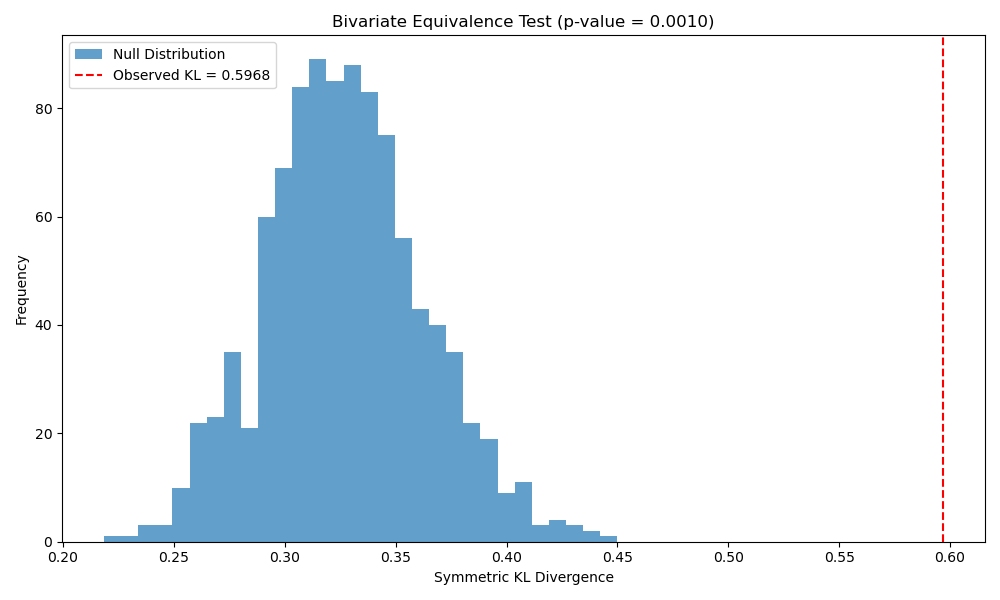 Bivariate Equivalence Test (p-value = 0.0010)
Null Distribution
Observed KL = 0.5968
Frequency
80
60
40
20
0
0.20 0.25 0.30 0.35 0.40 0.45 0.50 0.55 0.60
Symmetric KL Divergence